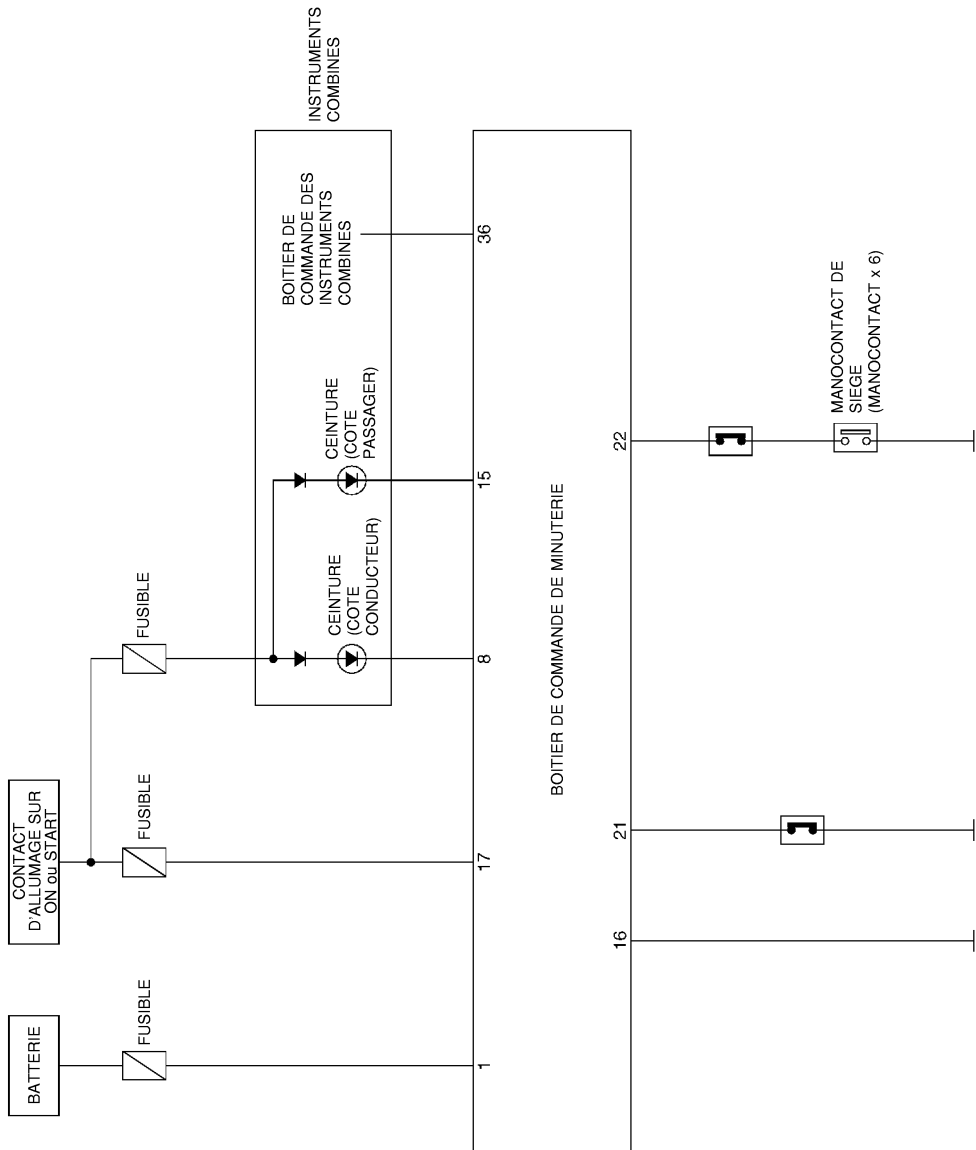 BATTERIE
FUSIBLE
1
CONTACT
D'ALLUMAGE SUR
ON ou START
FUSIBLE
17
FUSIBLE
8
CEINTURE
(COTE
CONDUCTEUR)
15
CEINTURE
(COTE
PASSAGER)
BOITIER DE
COMMANDE DES
INSTRUMENTS
COMBINES
36
INSTRUMENTS
COMBINES
BOITIER DE COMMANDE DE MINUTERIE
16
21
22
MANOCONTACT DE
SIEGE
(MANOCONTACT x 6)